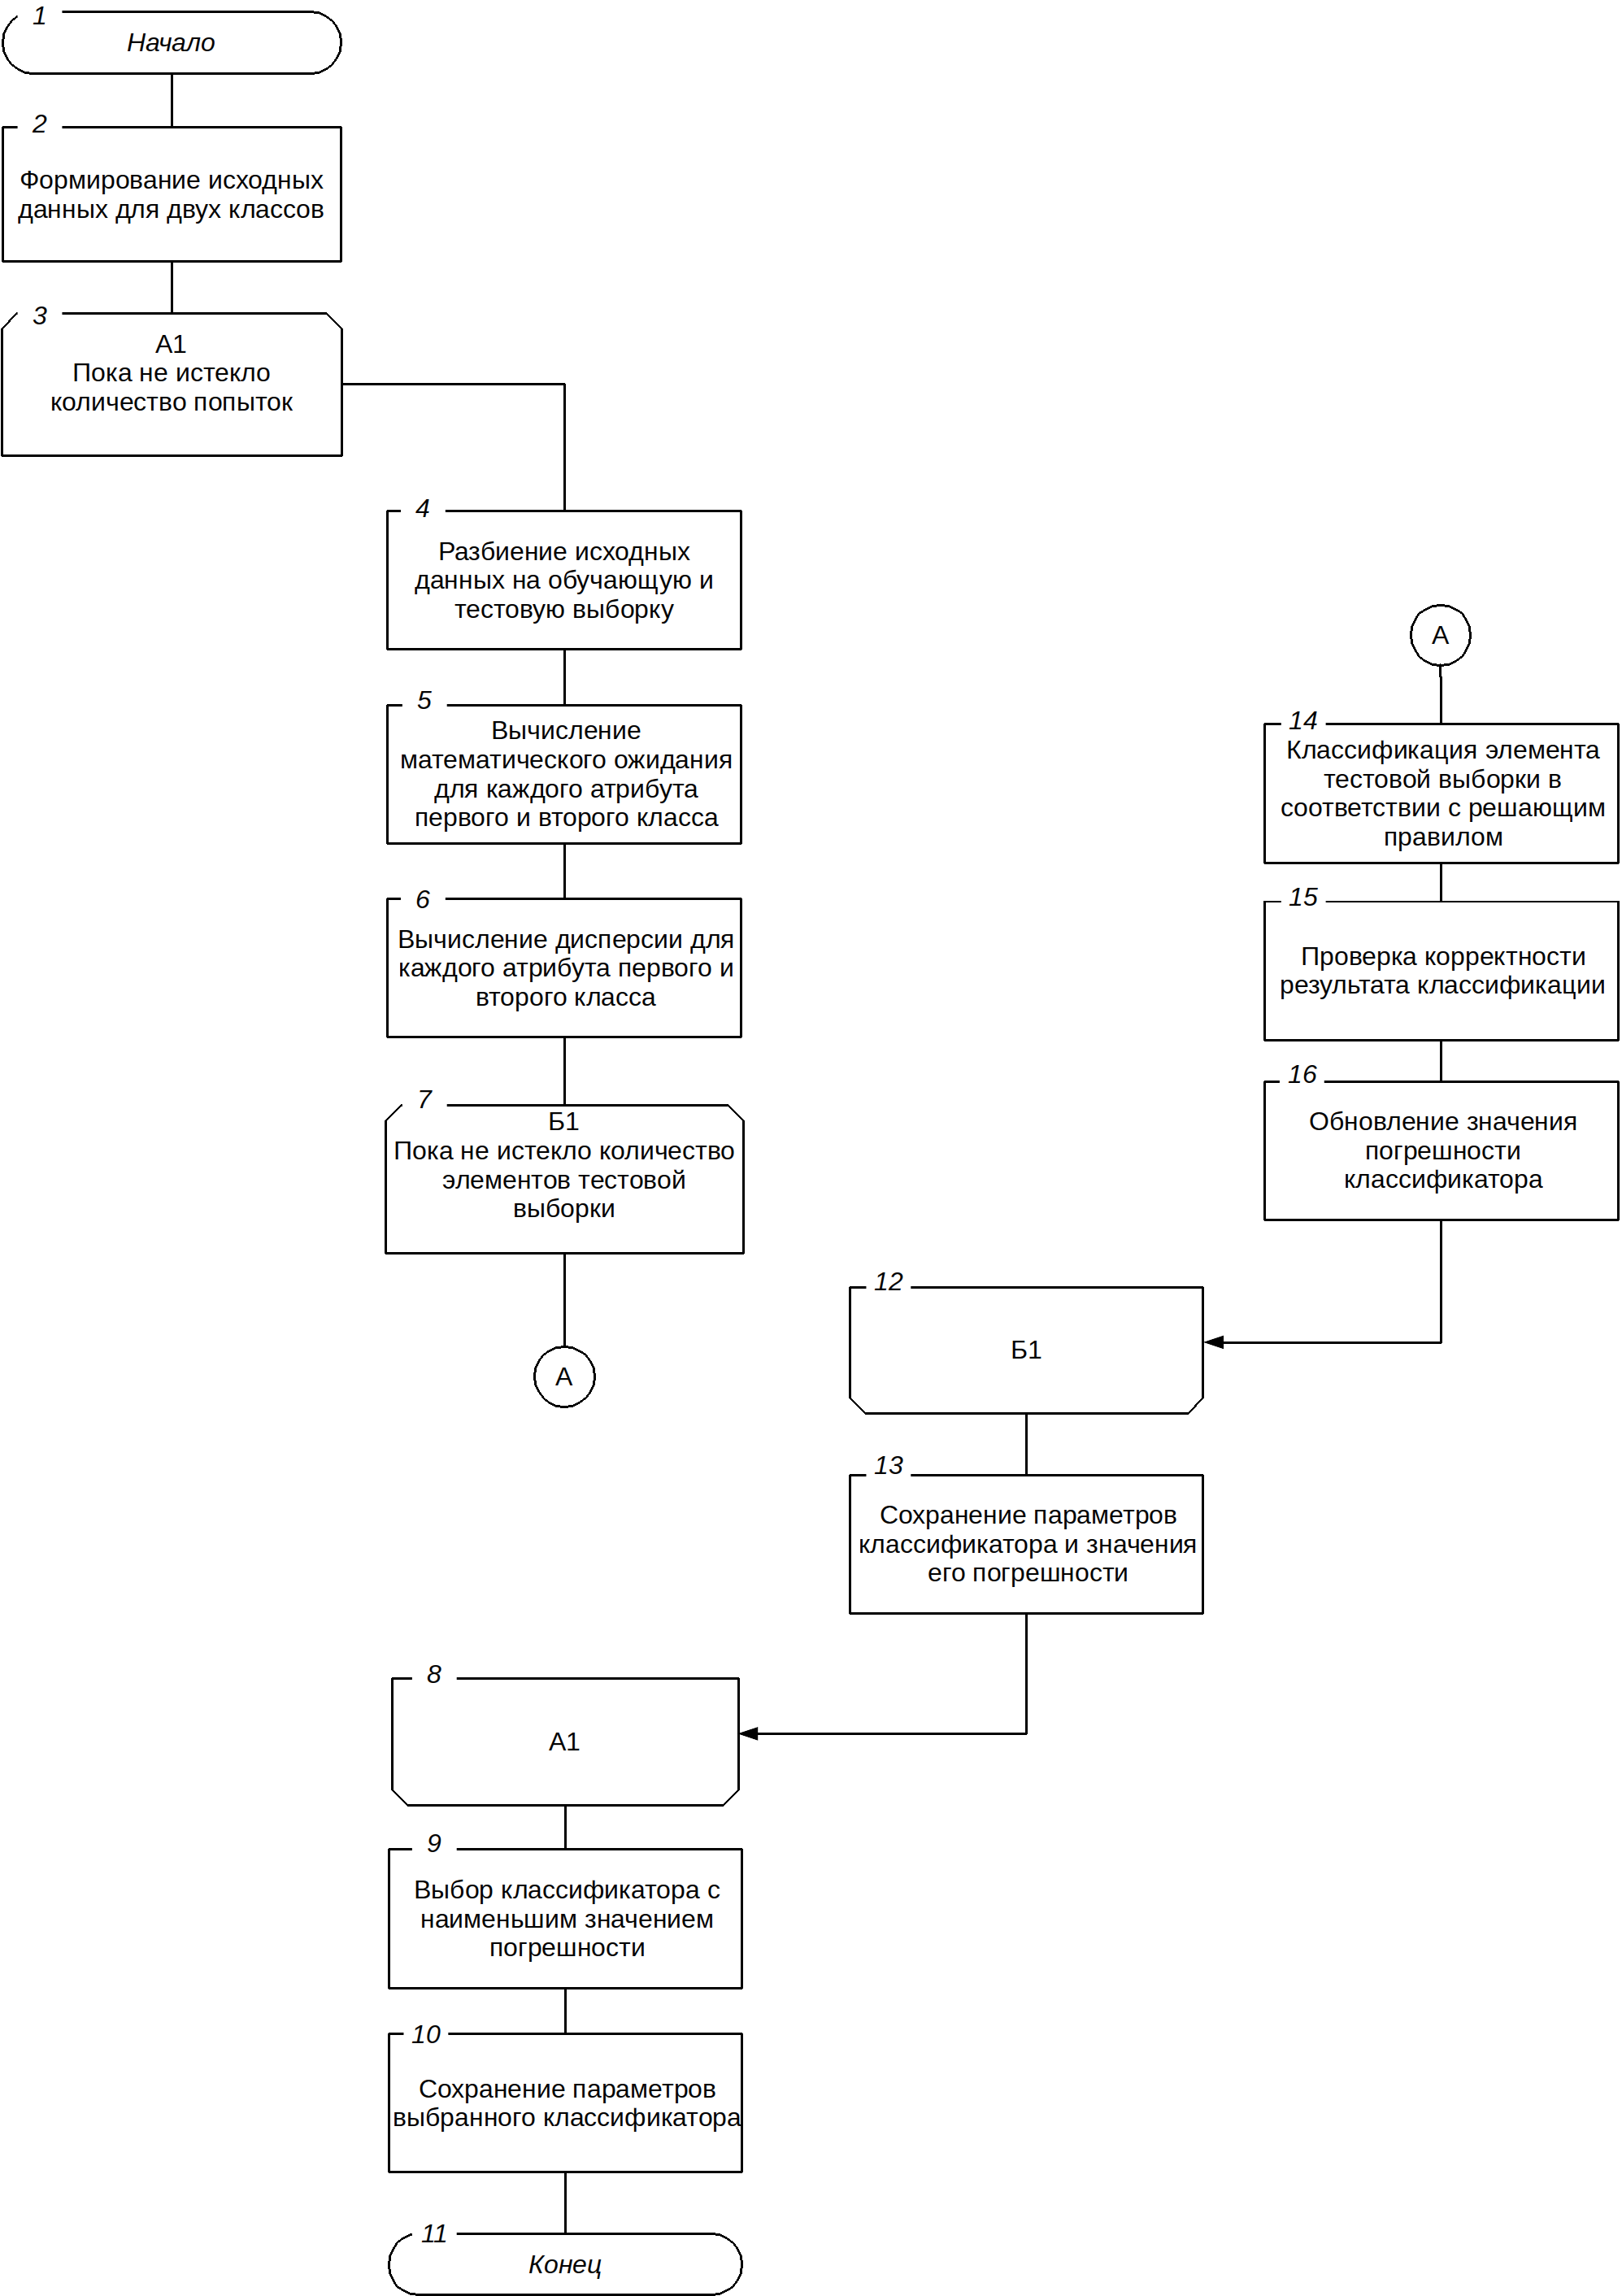 1
Начало
2
Формирование исходных
данных для двух классов
3
А1
Пока не истекло
количество попыток
4
Разбиение исходных
данных на обучающую и
тестовую выборку
5
Вычисление
математического ожидания
для каждого атрибута
первого и второго класса
6
Вычисление дисперсии для
каждого атрибута первого и
второго класса
7
Б1
Пока не истекло количество
элементов тестовой
выборки
А
А
14
Классификация элемента
тестовой выборки в
соответствии с решающим
правилом
15
Проверка корректности
результата классификации
16
Обновление значения
погрешности
классификатора
12
Б1
13
Сохранение параметров
классификатора и значения
его погрешности
8
А1
9
Выбор классификатора с
наименьшим значением
погрешности
10
Сохранение параметров
выбранного классификатора
11
Конец